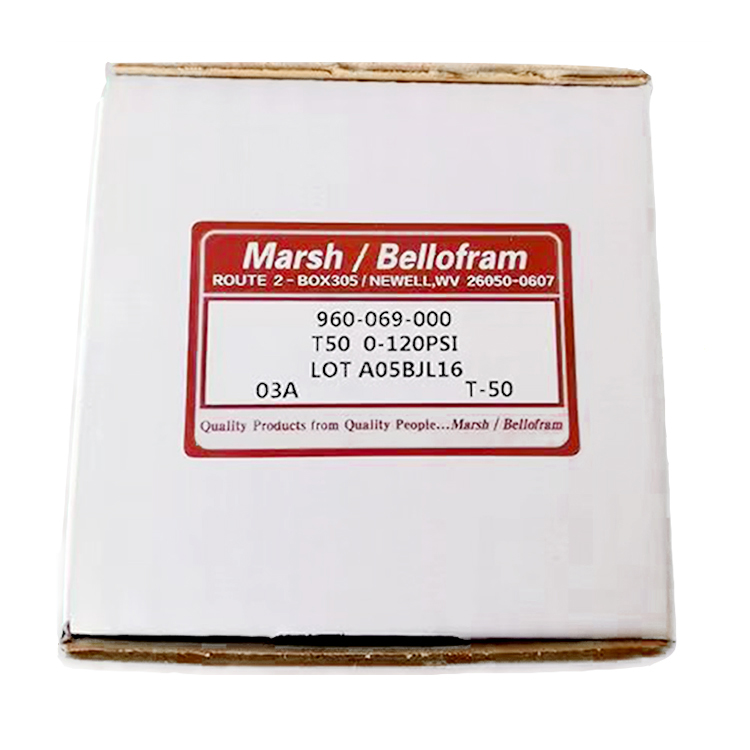 Marsh / Bellofram
ROUTE 2 - BOX305 / NEWELL,WV 26050-0607
960-069-000
T50 0-120PSI
LOT A05BJL16
03A T-50
Quality Products from Quality People...Marsh / Bellofram